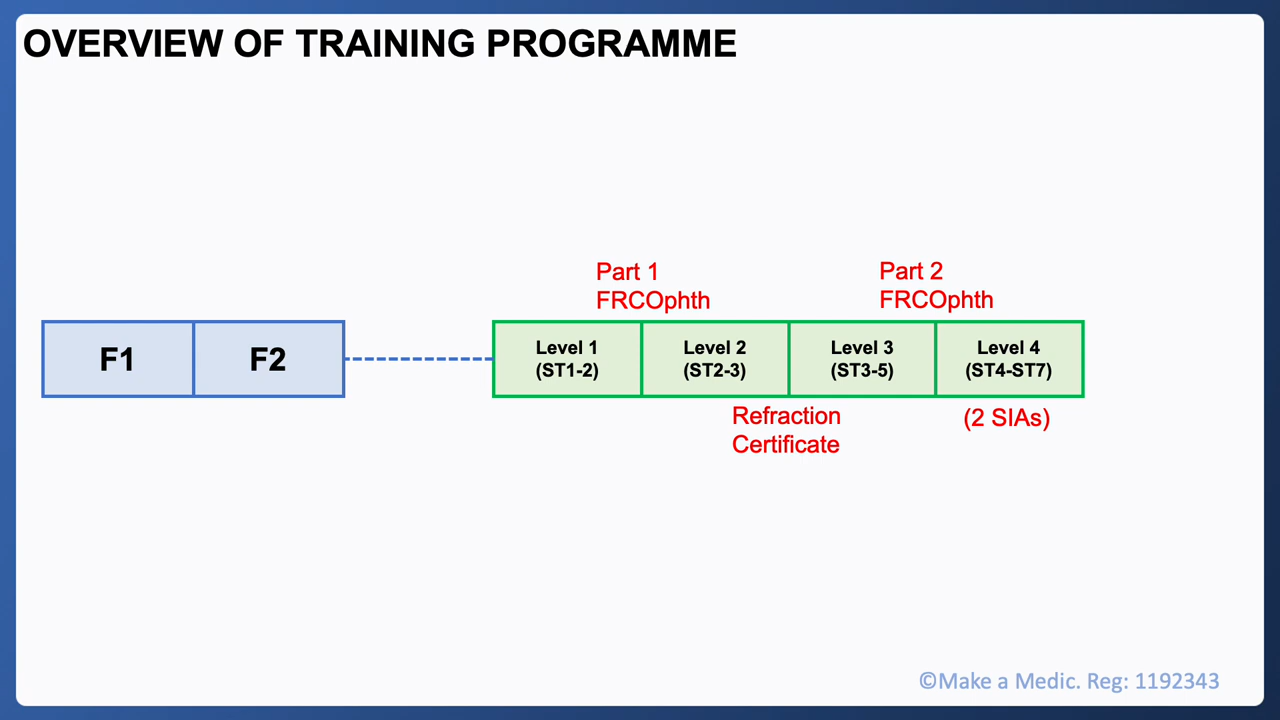 OVERVIEW OF TRAINING PROGRAMME
Part 1
FRCOphth
Part 2
FRCOphth
F1
F2
Level 1
(ST1-2)
Level 2
(ST2-3)
Level 3
(ST3-5)
Level 4
(ST4-ST7)
Refraction
Certificate
(2 SIAs)
©Make a Medic. Reg: 1192343